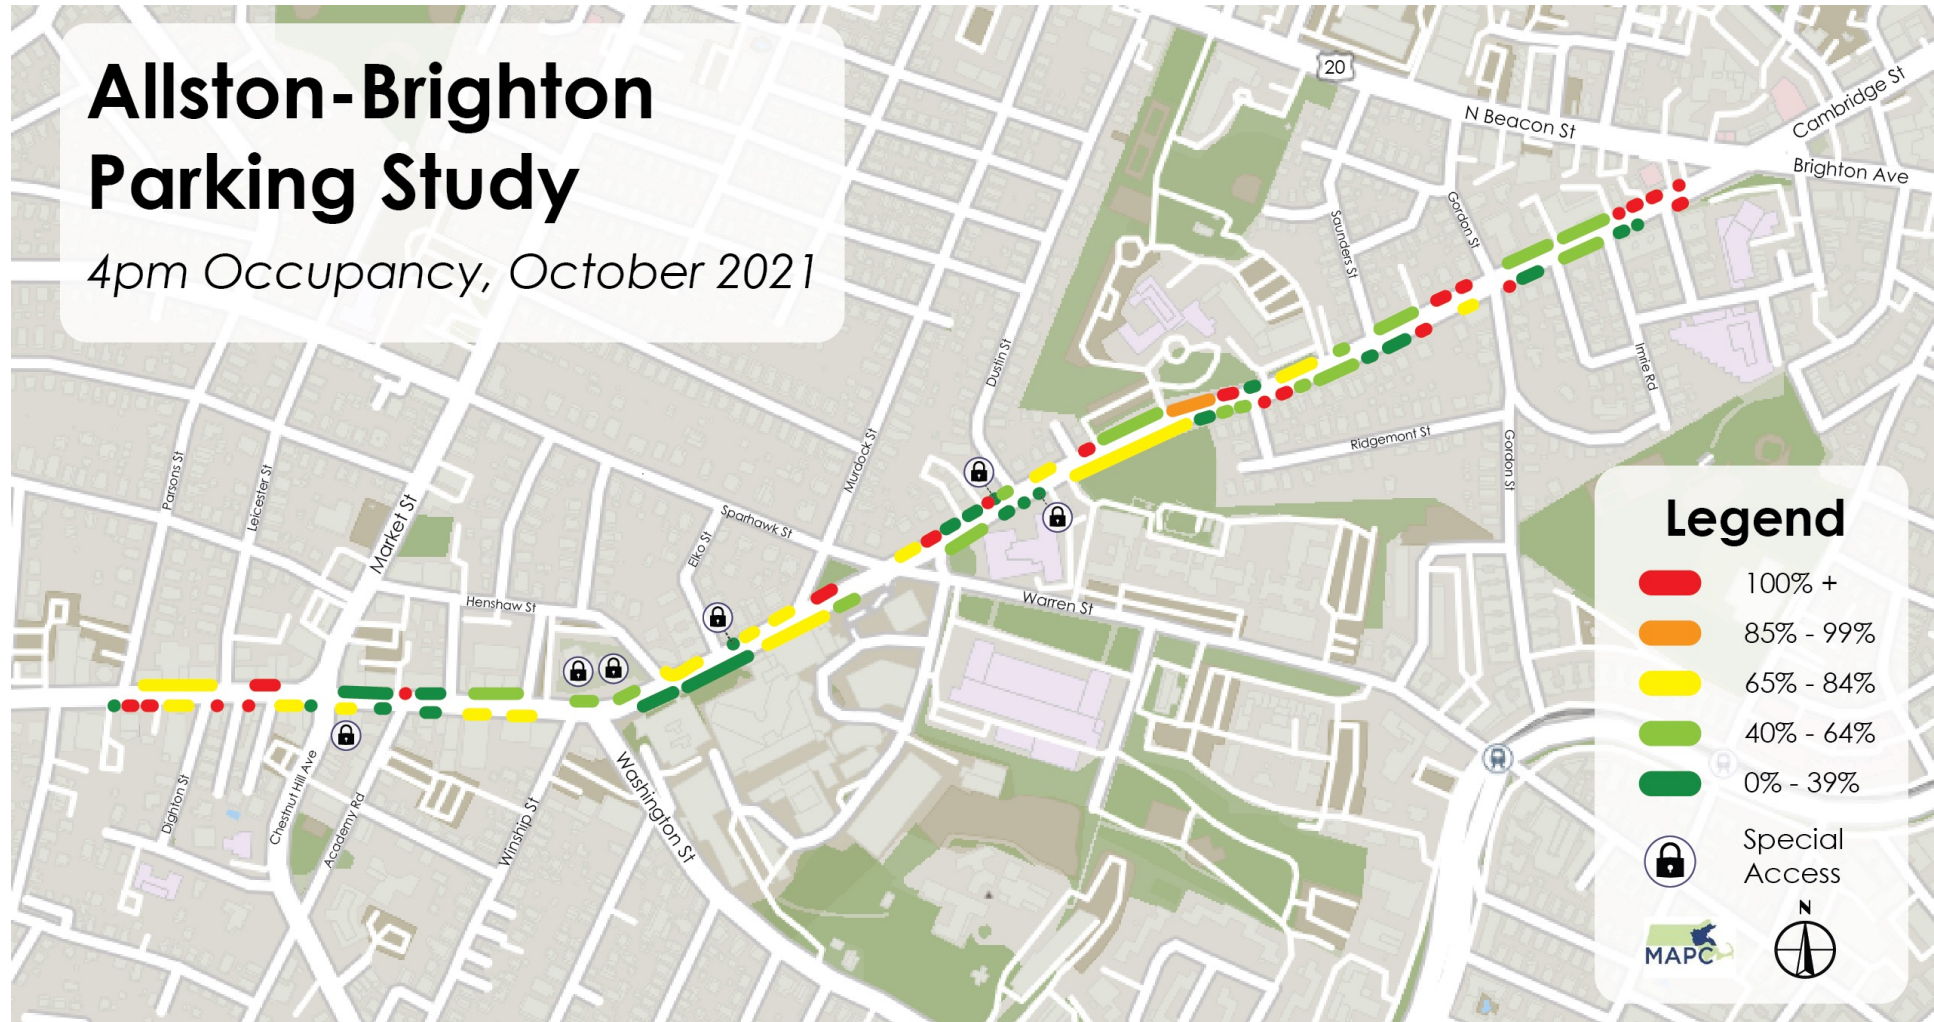 Allston-Brighton
Parking Study
4pm Occupancy, October 2021
20
N Beacon St
Cambridge St
Brighton Ave
Gordon St
Saunders St
Imrie Rd
Dustin St
Ridgemont St
Gordon St
Murdock St
Parsons St
Leicester St
Market St
Sparhawk St
Elko St
Henshaw St
Warren St
Dighton St
Chestnut Hill Ave
Academy Rd
Winship St
Washington St
Legend
100% +
85% - 99%
65% - 84%
40% - 64%
0% - 39%
Special
Access
N
MAPC